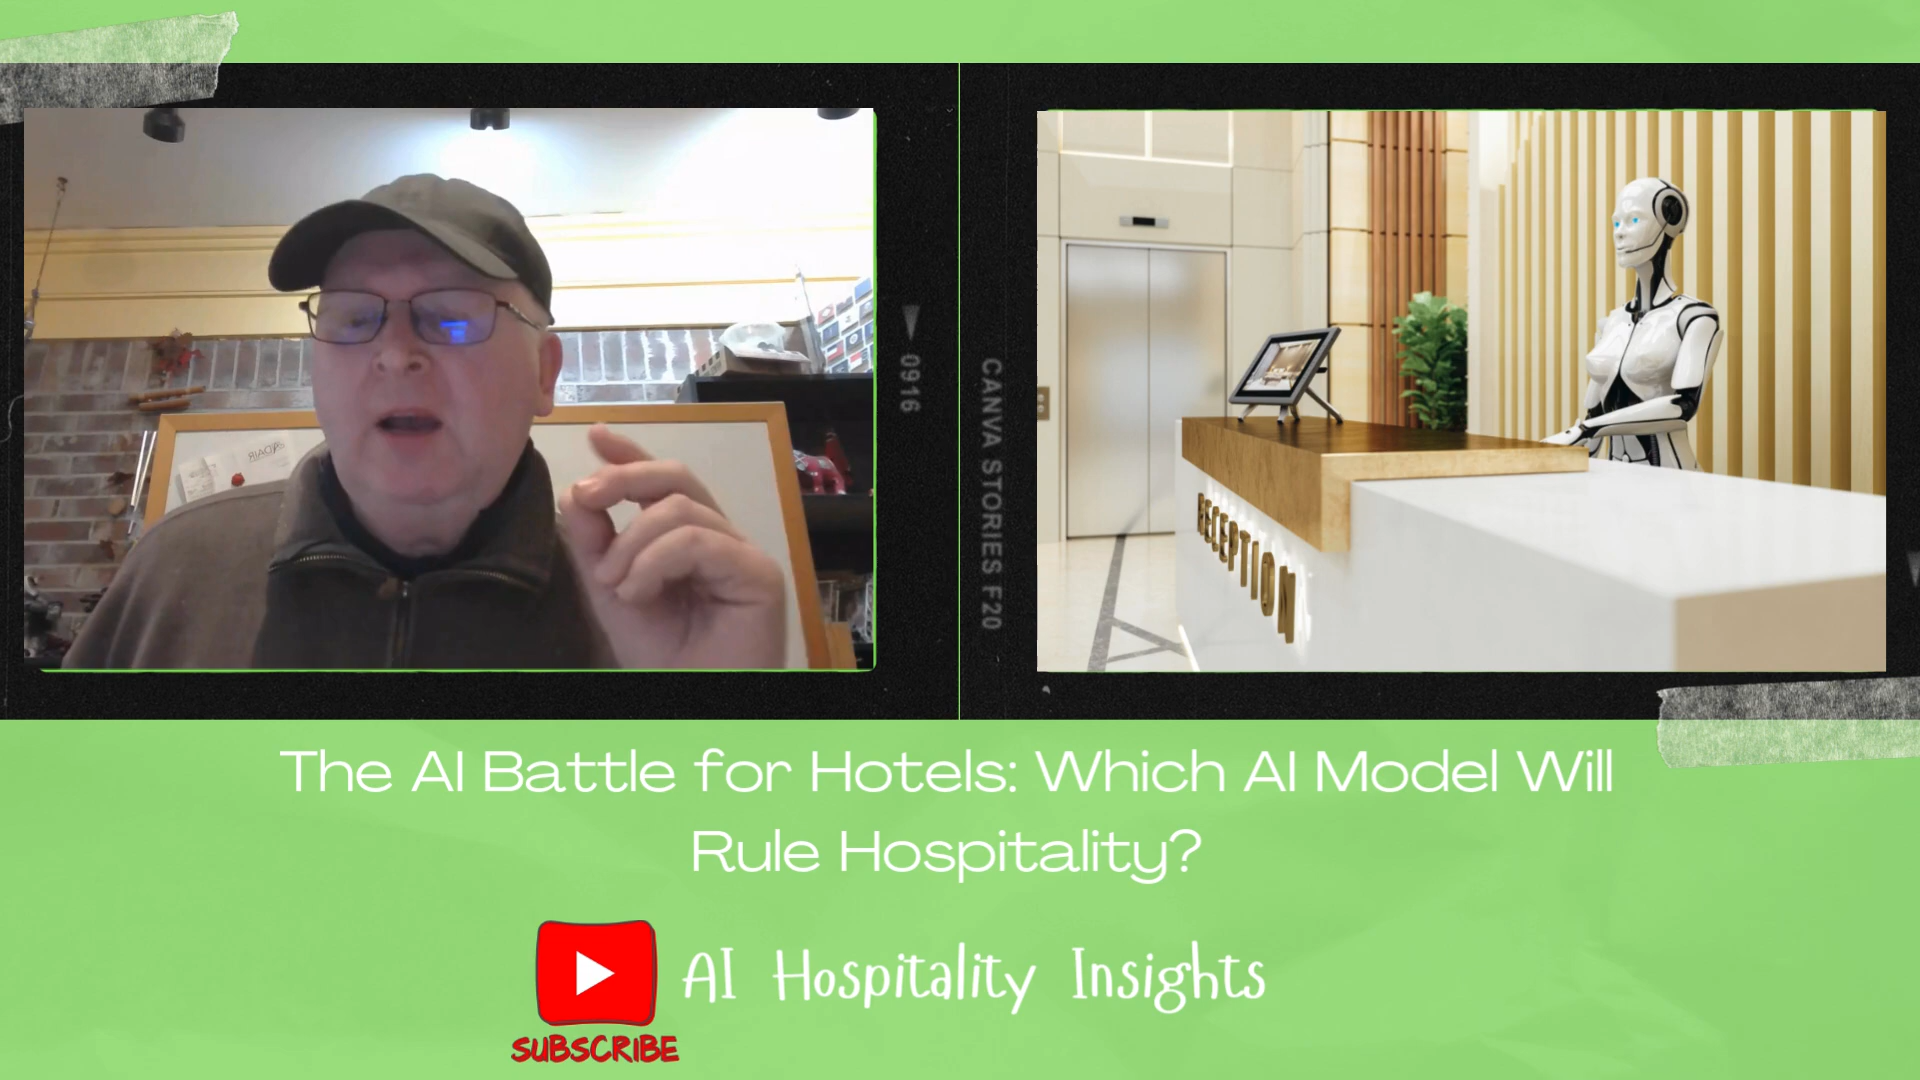 0916
CANVA STORIES F20
RECEPTION
The AI Battle for Hotels: Which AI Model Will
Rule Hospitality?
AI Hospitality Insights
SUBSCRIBE